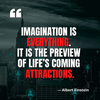 “
IMAGINATION IS
EVERYTHING.
IT IS THE PREVIEW
OF LIFE'S COMING
ATTRACTIONS.
— Albert Einstein